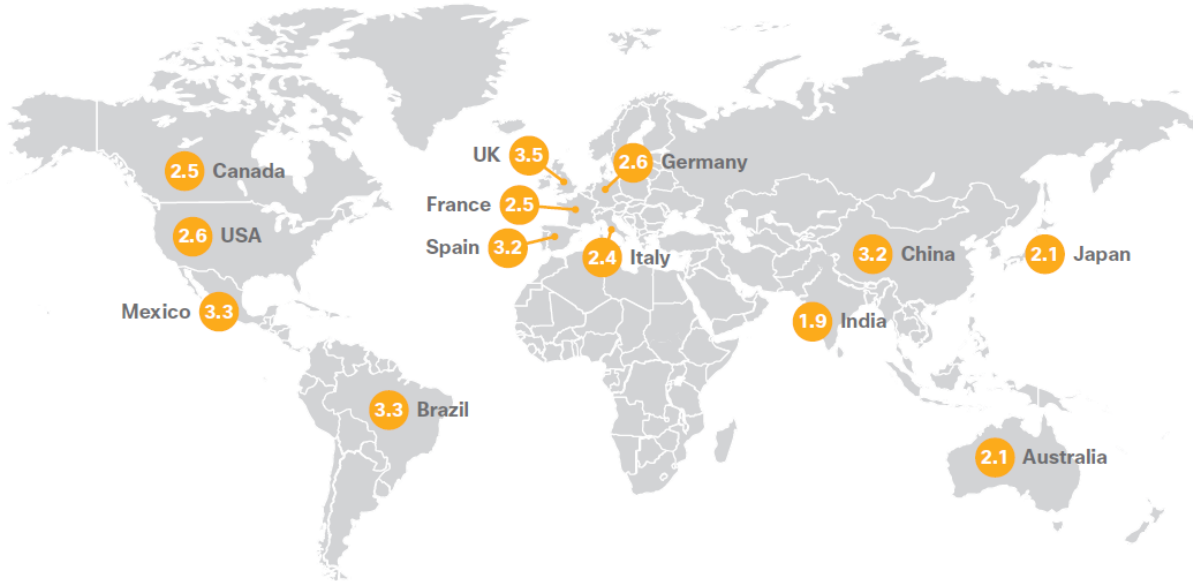 UK 3.5
2.6 Germany
2.5 Canada
France 2.5
2.6 USA
Spain 3.2
2.4 Italy
3.2 China
2.1 Japan
Mexico 3.3
1.9 India
3.3 Brazil
2.1 Australia